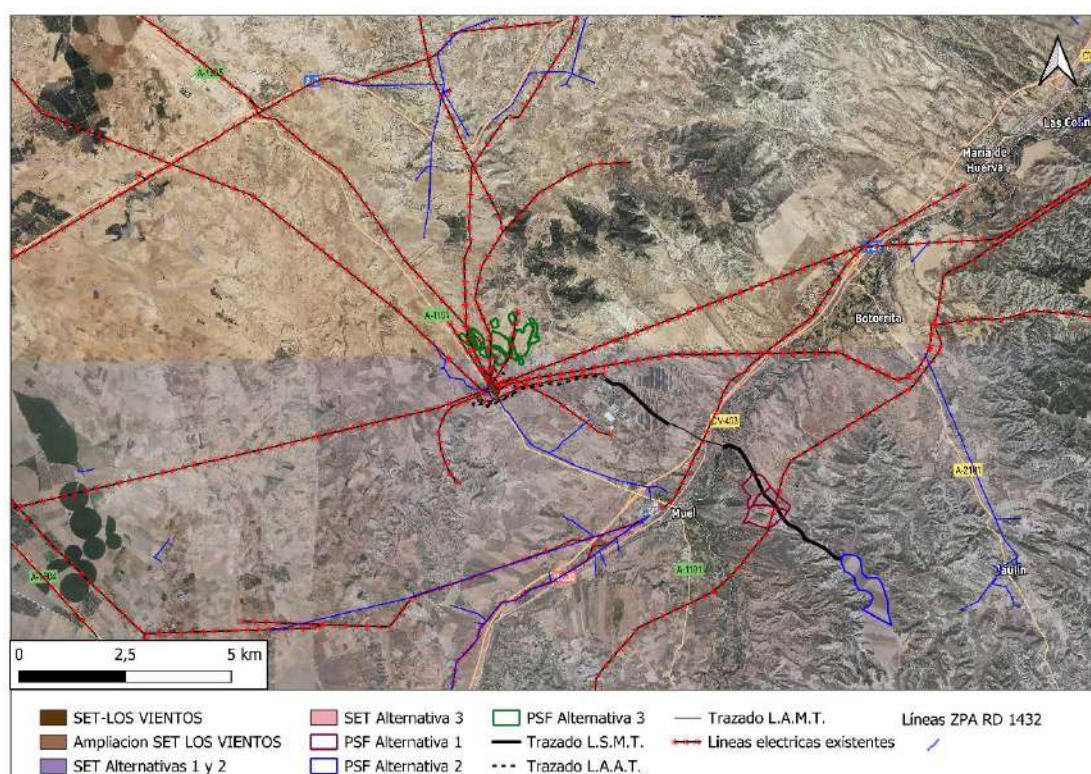 A-1305
Las Colin
María de
Huerva
A-1101
Botorrita
CV-403
A-2101
Muel
A-1101
Jaulín
0
2,5
5 km
SET-LOS VIENTOS
SET Alternativa 3
PSF Alternativa 3
Trazado L.A.M.T.
Líneas ZPA RD 1432
Ampliacion SET LOS VIENTOS
PSF Alternativa 1
Trazado L.S.M.T.
Lineas electricas existentes
SET Alternativas 1 y 2
PSF Alternativa 2
Trazado L.A.A.T.